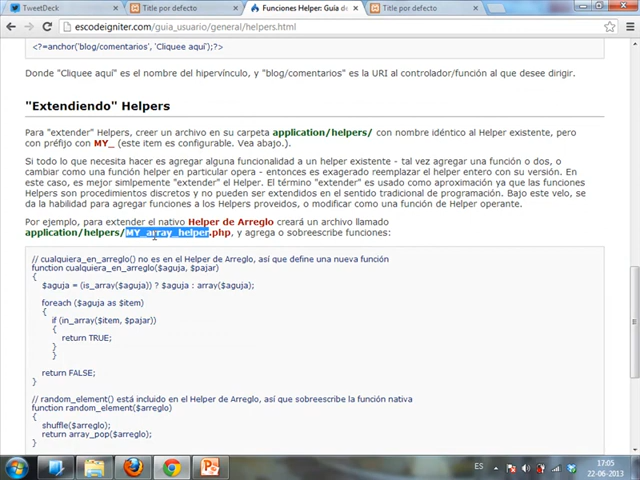 TweetDeck
Título por defecto
Funciones Helper: Guía de
Título por defecto
escodeigniter.com/guia_usuario/general/helpers.html
<?=anchor('blog/comentarios', 'Cliquee aquí');?>
Donde "Cliquee aquí" es el nombre del hipervínculo, y "blog/comentarios" es la URI al controlador/función al que desee dirigir.
"Extendiendo" Helpers
Para "extender" Helpers, creer un archivo en su carpeta application/helpers/ con nombre idéntico al Helper existente, pero
con préfijo con MY_ (este item es configurable. Vea abajo.).
Si todo lo que necesita hacer es agregar alguna funcionalidad a un helper existente - tal vez agregar una función o dos, o
cambiar como una función helper en particular opera - entonces es exagerado reemplazar el helper entero con su versión. En
este caso, es mejor simlpemente "extender" el Helper. El término "extender" es usado como aproximación ya que las funciones
Helpers son procedimientos discretos y no pueden ser extendidos en el sentido tradicional de programación. Bajo este velo, se
da la habilidad para agregar funciones a los Helpers proveidos, o modificar como una función de Helper operante.
Por ejemplo, para extender el nativo Helper de Arreglo creará un archivo llamado
application/helpers/MY_array_helper.php, y agrega o sobreescribe funciones:
// cualquiera_en_arreglo() no es en el Helper de Arreglo, así que define una nueva función
function cualquiera_en_arreglo($aguja, $pajar)
{
$aguja = (is_array($aguja)) ? $aguja : array($aguja);
foreach ($aguja as $item)
{
if (in_array($item, $pajar))
{
return TRUE;
}
}
return FALSE;
}
// random_element() está incluido en el Helper de Arreglo, así que sobreescribe la función nativa
function random_element($arreglo)
{
shuffle($arreglo);
return array_pop($arreglo);
}
ES
17:05
22-06-2013